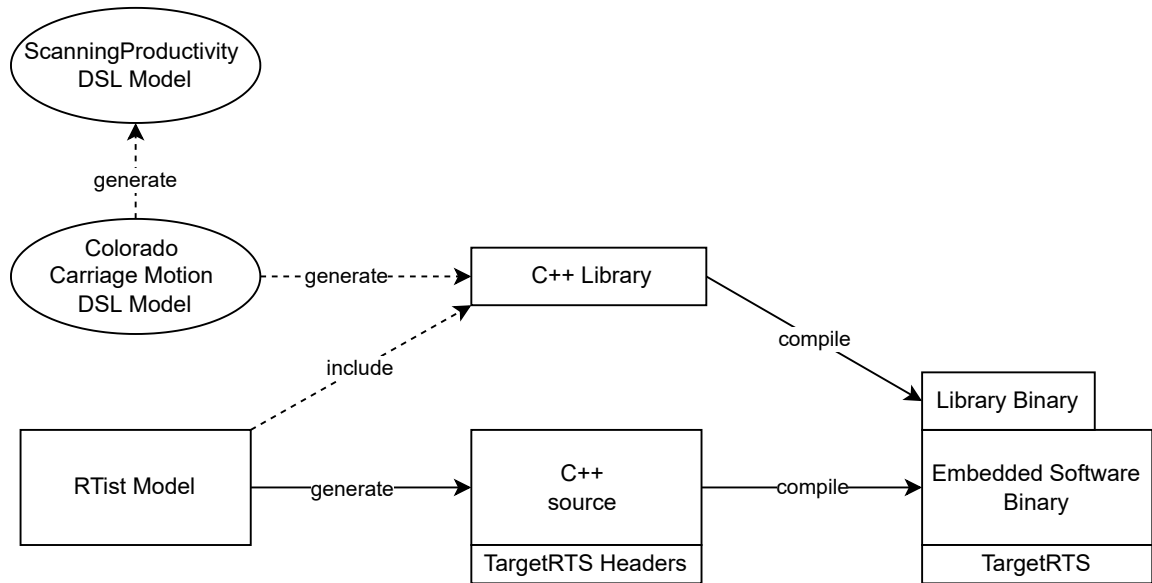 ScanningProductivity
DSL Model
generate
Colorado
Carriage Motion
DSL Model
generate
C++ Library
compile
include
Library Binary
RTist Model
generate
C++
source
compile
Embedded Software
Binary
TargetRTS Headers
TargetRTS